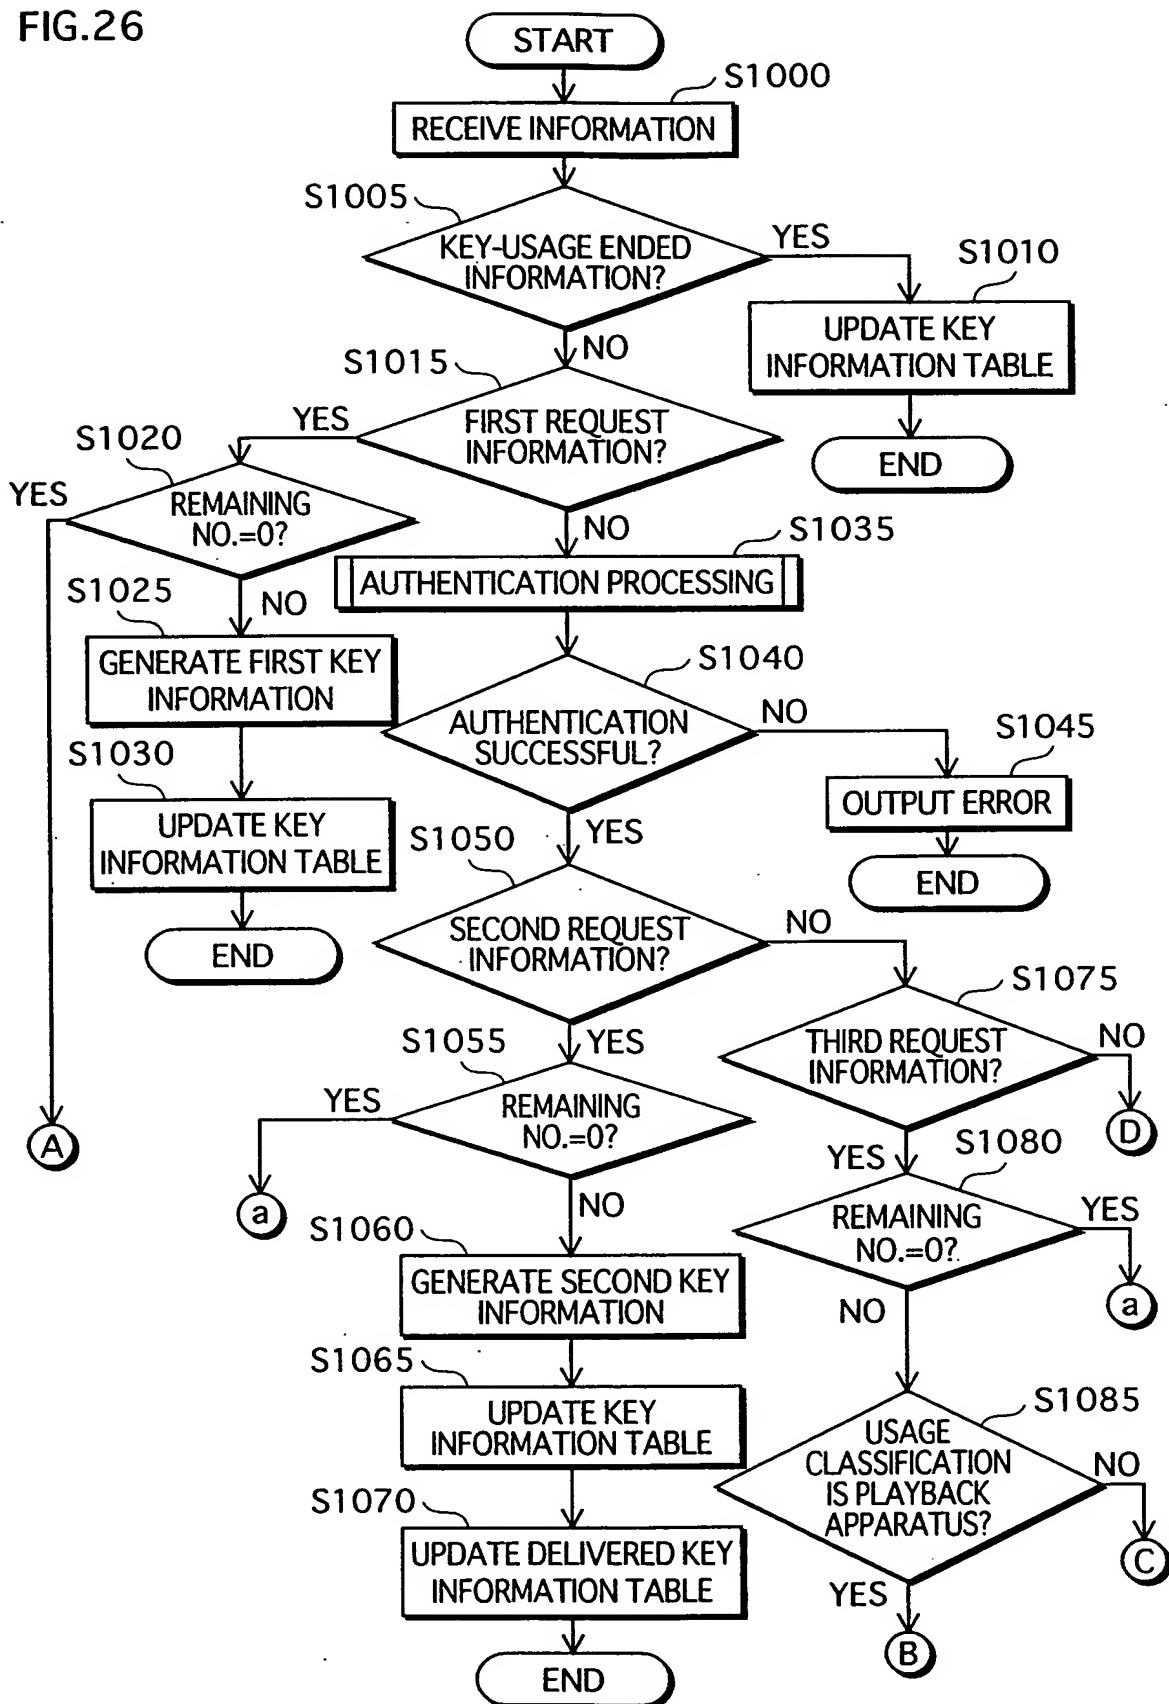 FIG.26
START
S1000
RECEIVE INFORMATION
S1005
KEY-USAGE ENDED
INFORMATION?
YES
S1010
UPDATE KEY
INFORMATION TABLE
END
NO
S1015
FIRST REQUEST
INFORMATION?
YES
S1020
YES
REMAINING
NO.=0?
NO
S1035
AUTHENTICATION PROCESSING
S1025
NO
GENERATE FIRST KEY
INFORMATION
S1040
AUTHENTICATION
SUCCESSFUL?
NO
S1045
OUTPUT ERROR
END
S1030
UPDATE KEY
INFORMATION TABLE
END
YES
S1050
SECOND REQUEST
INFORMATION?
NO
S1075
THIRD REQUEST
INFORMATION?
NO
D
YES
S1055
REMAINING
NO.=0?
YES
A
a
YES
S1080
REMAINING
NO.=0?
YES
a
NO
S1060
GENERATE SECOND KEY
INFORMATION
NO
S1065
UPDATE KEY
INFORMATION TABLE
S1085
USAGE
CLASSIFICATION
IS PLAYBACK
APPARATUS?
NO
C
S1070
UPDATE DELIVERED KEY
INFORMATION TABLE
YES
B
END